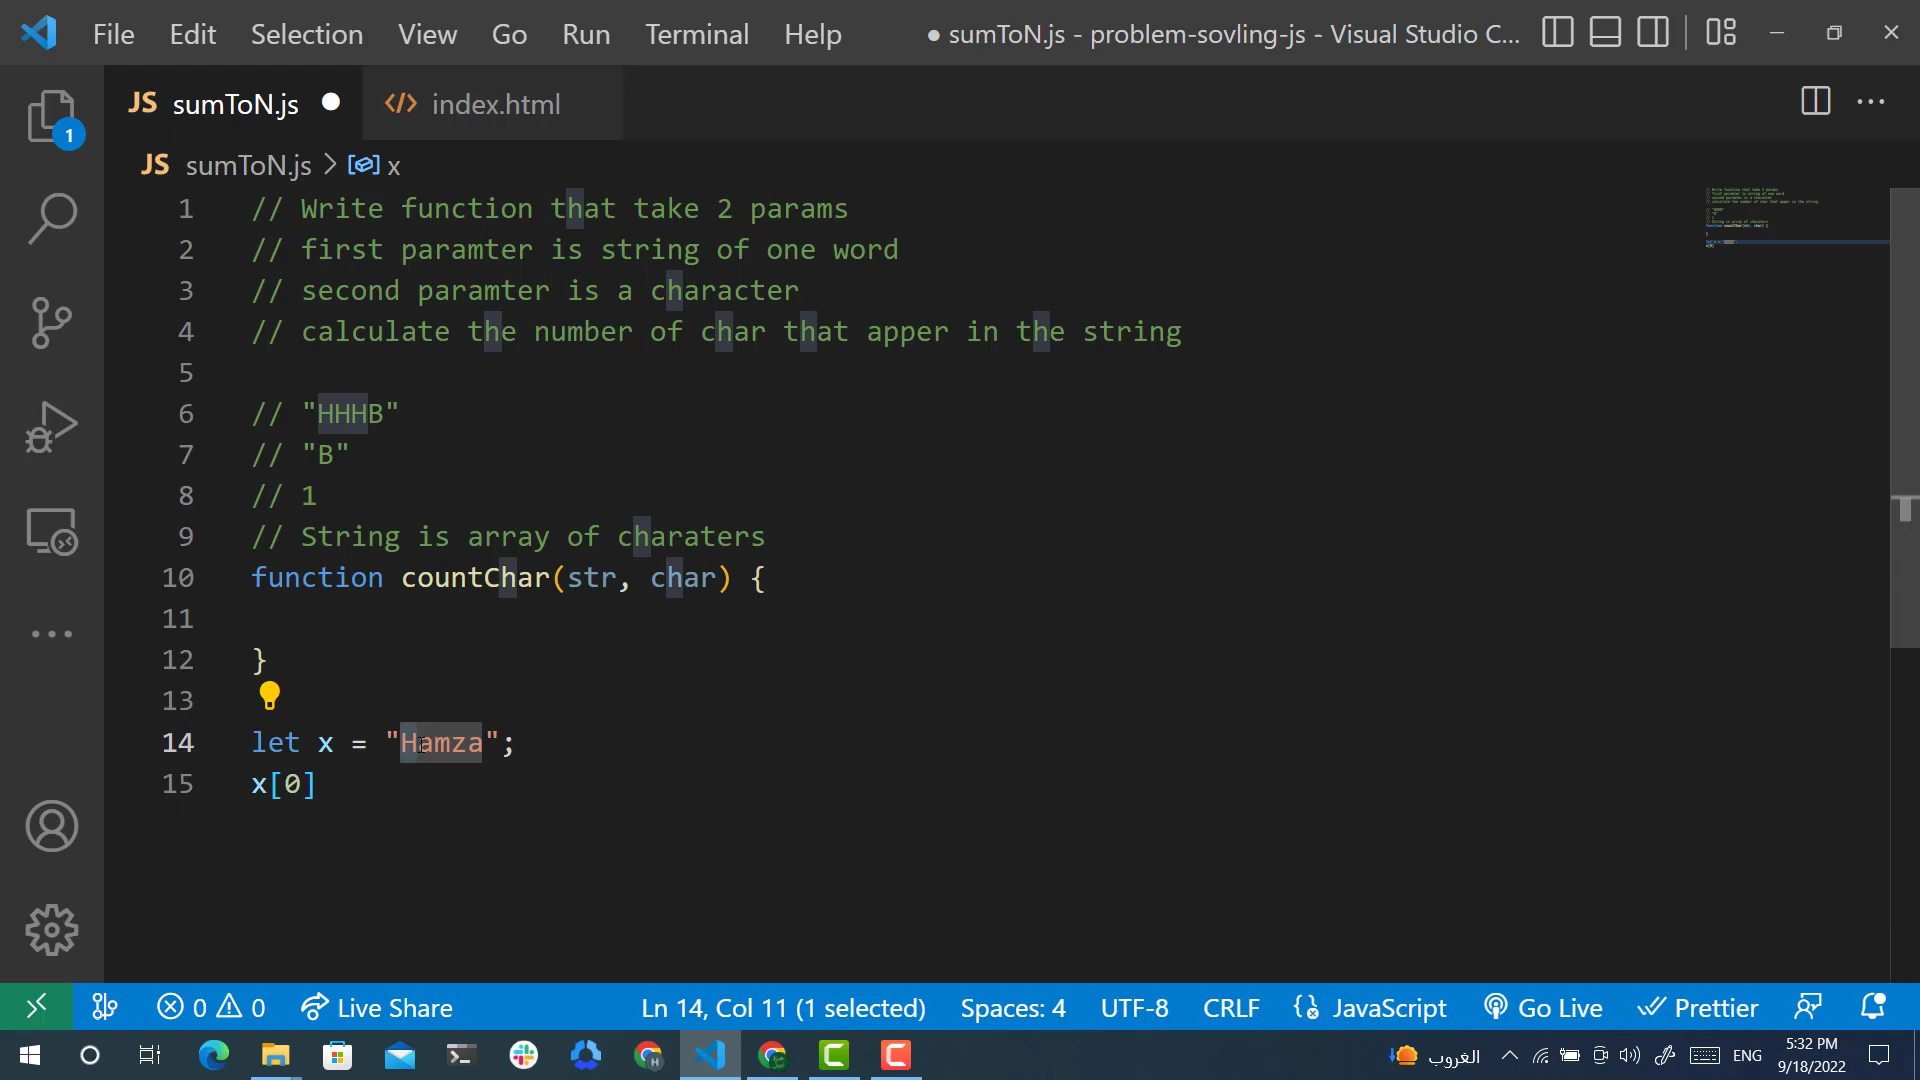 File Edit Selection View Go Run Terminal Help ● sumToN.js - problem-sovling-js - Visual Studio C...
JS sumToN.js ● index.html
1
JS sumToN.js > x
1 // Write function that take 2 params
2 // first paramter is string of one word
3 // second paramter is a character
4 // calculate the number of char that apper in the string
5
6 // "HHHB"
7 // "B"
8 // 1
9 // String is array of charaters
10 function countChar(str, char) {
11
12 }
13
14 let x = "Hamza";
15 x[0]
0 0 Live Share Ln 14, Col 11 (1 selected) Spaces: 4 UTF-8 CRLF JavaScript Go Live Prettier
الغروب ENG 5:32 PM
9/18/2022